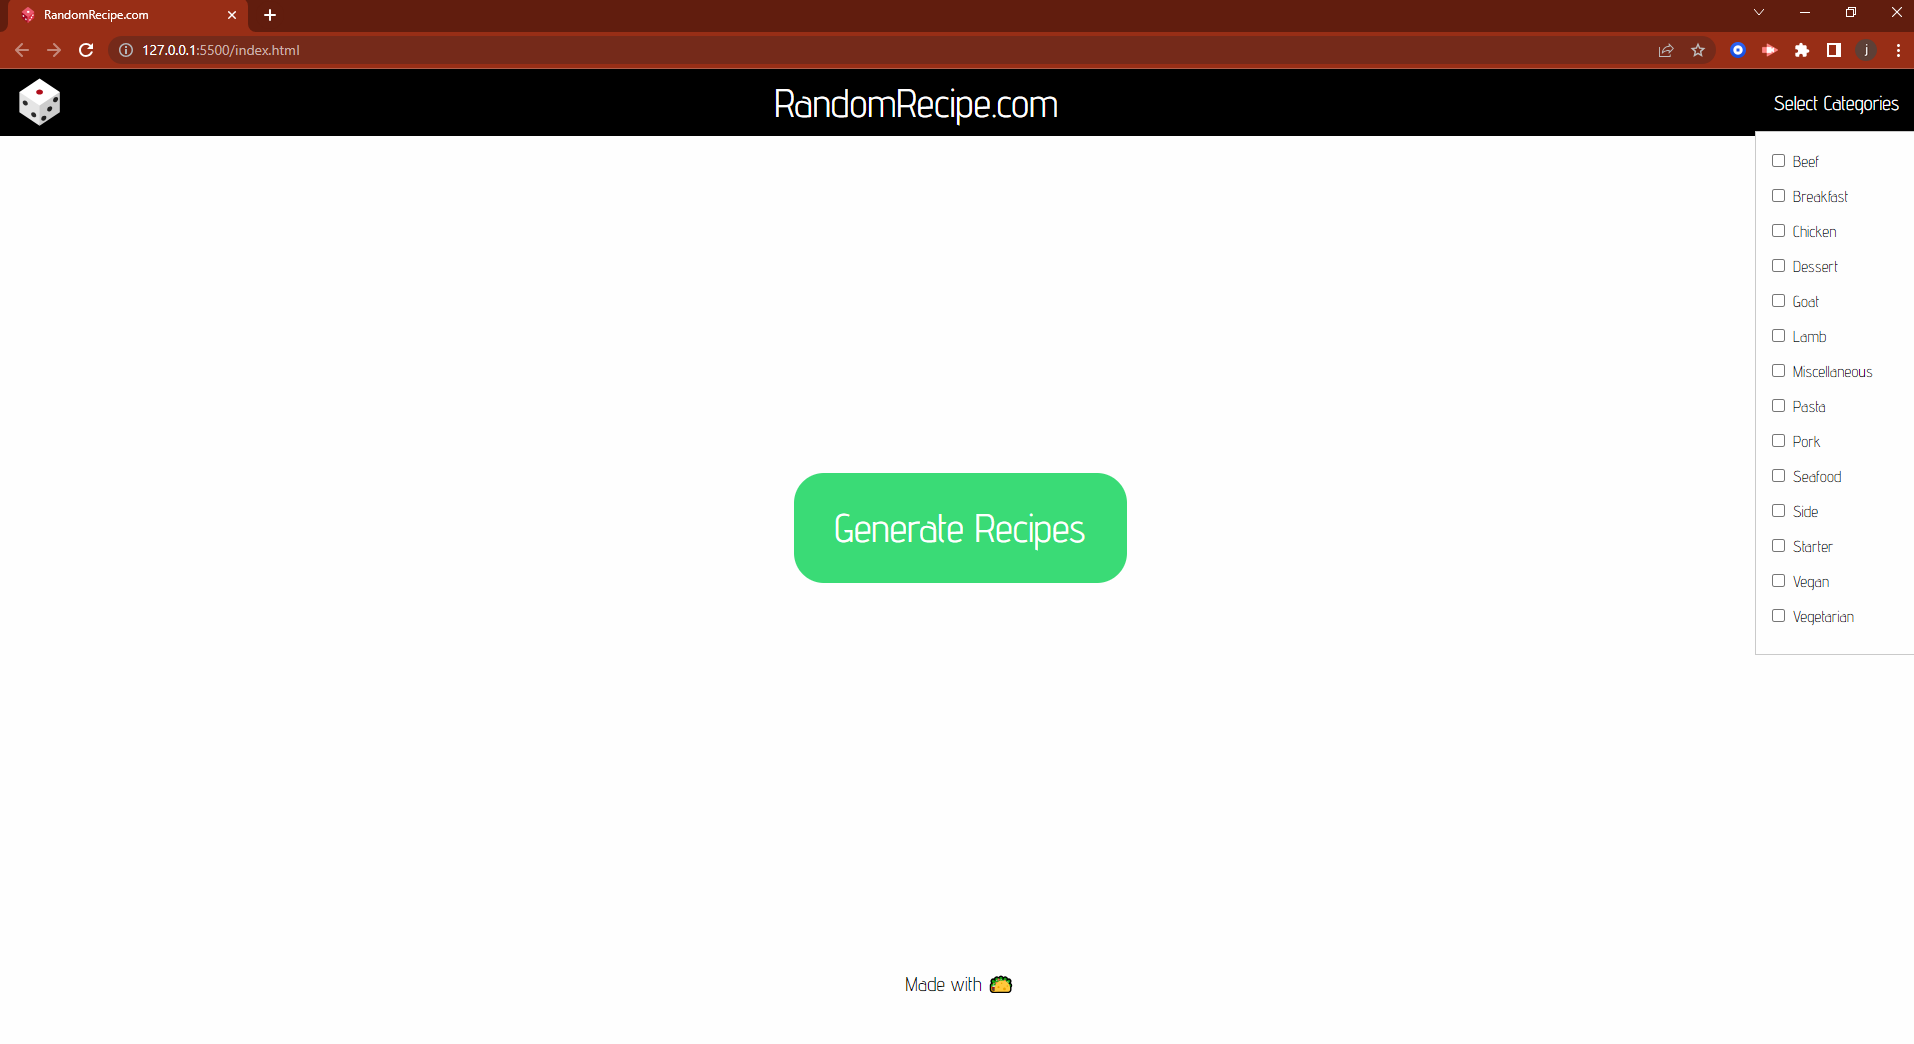 RandomRecipe.com
127.0.0.1:5500/index.html
j
RandomRecipe.com
Select Categories
Beef
Breakfast
Chicken
Dessert
Goat
Lamb
Miscellaneous
Pasta
Pork
Seafood
Side
Starter
Vegan
Vegetarian
Generate Recipes
Made with 🌮